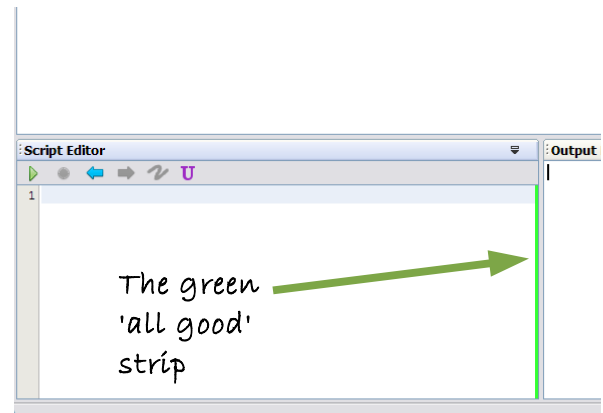 Script Editor
Output
U
1
The green
'all good'
strip